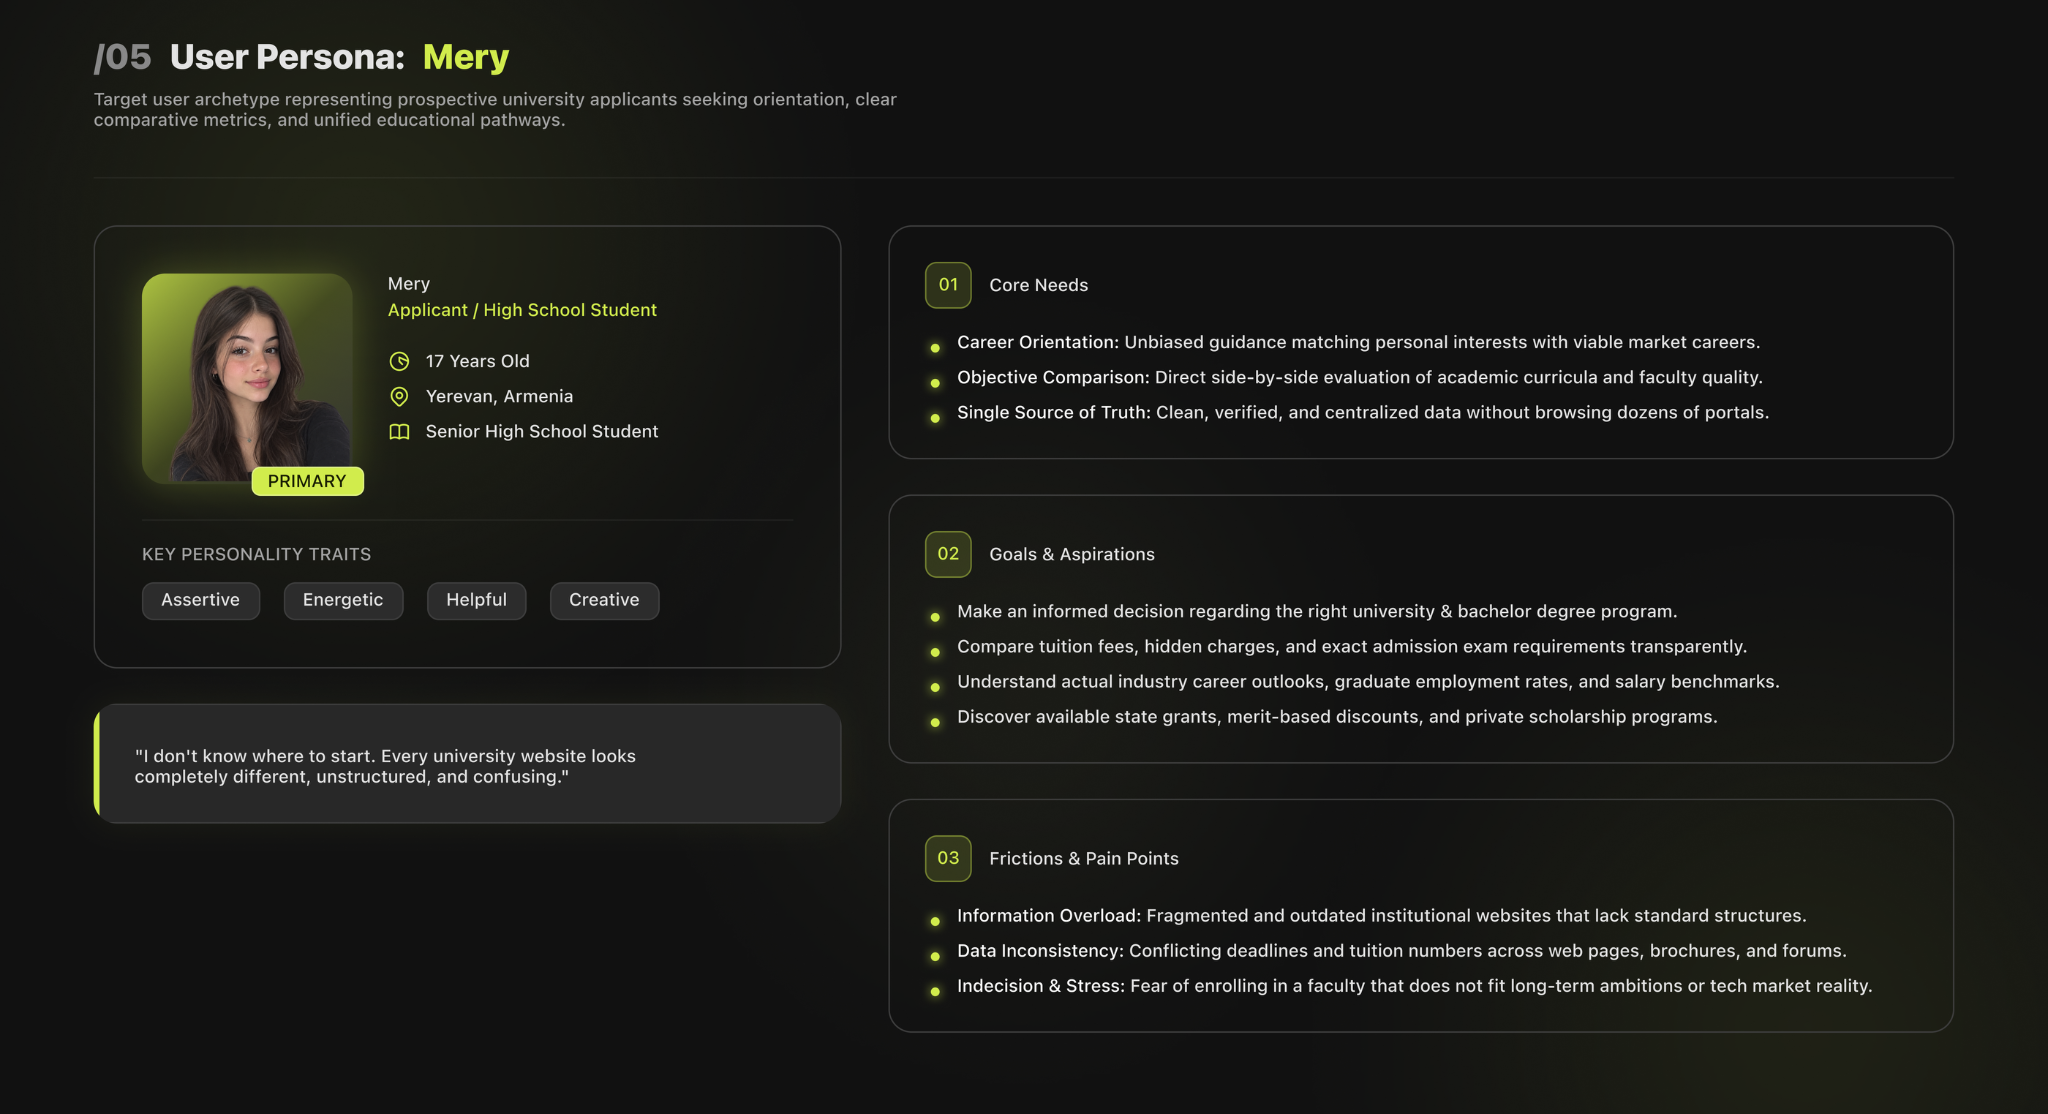 /05 User Persona: Mery
Target user archetype representing prospective university applicants seeking orientation, clear
comparative metrics, and unified educational pathways.
Mery
Applicant / High School Student
17 Years Old
Yerevan, Armenia
Senior High School Student
PRIMARY
KEY PERSONALITY TRAITS
Assertive Energetic Helpful Creative
"I don't know where to start. Every university website looks
completely different, unstructured, and confusing."
01 Core Needs
Career Orientation: Unbiased guidance matching personal interests with viable market careers.
Objective Comparison: Direct side-by-side evaluation of academic curricula and faculty quality.
Single Source of Truth: Clean, verified, and centralized data without browsing dozens of portals.
02 Goals & Aspirations
Make an informed decision regarding the right university & bachelor degree program.
Compare tuition fees, hidden charges, and exact admission exam requirements transparently.
Understand actual industry career outlooks, graduate employment rates, and salary benchmarks.
Discover available state grants, merit-based discounts, and private scholarship programs.
03 Frictions & Pain Points
Information Overload: Fragmented and outdated institutional websites that lack standard structures.
Data Inconsistency: Conflicting deadlines and tuition numbers across web pages, brochures, and forums.
Indecision & Stress: Fear of enrolling in a faculty that does not fit long-term ambitions or tech market reality.